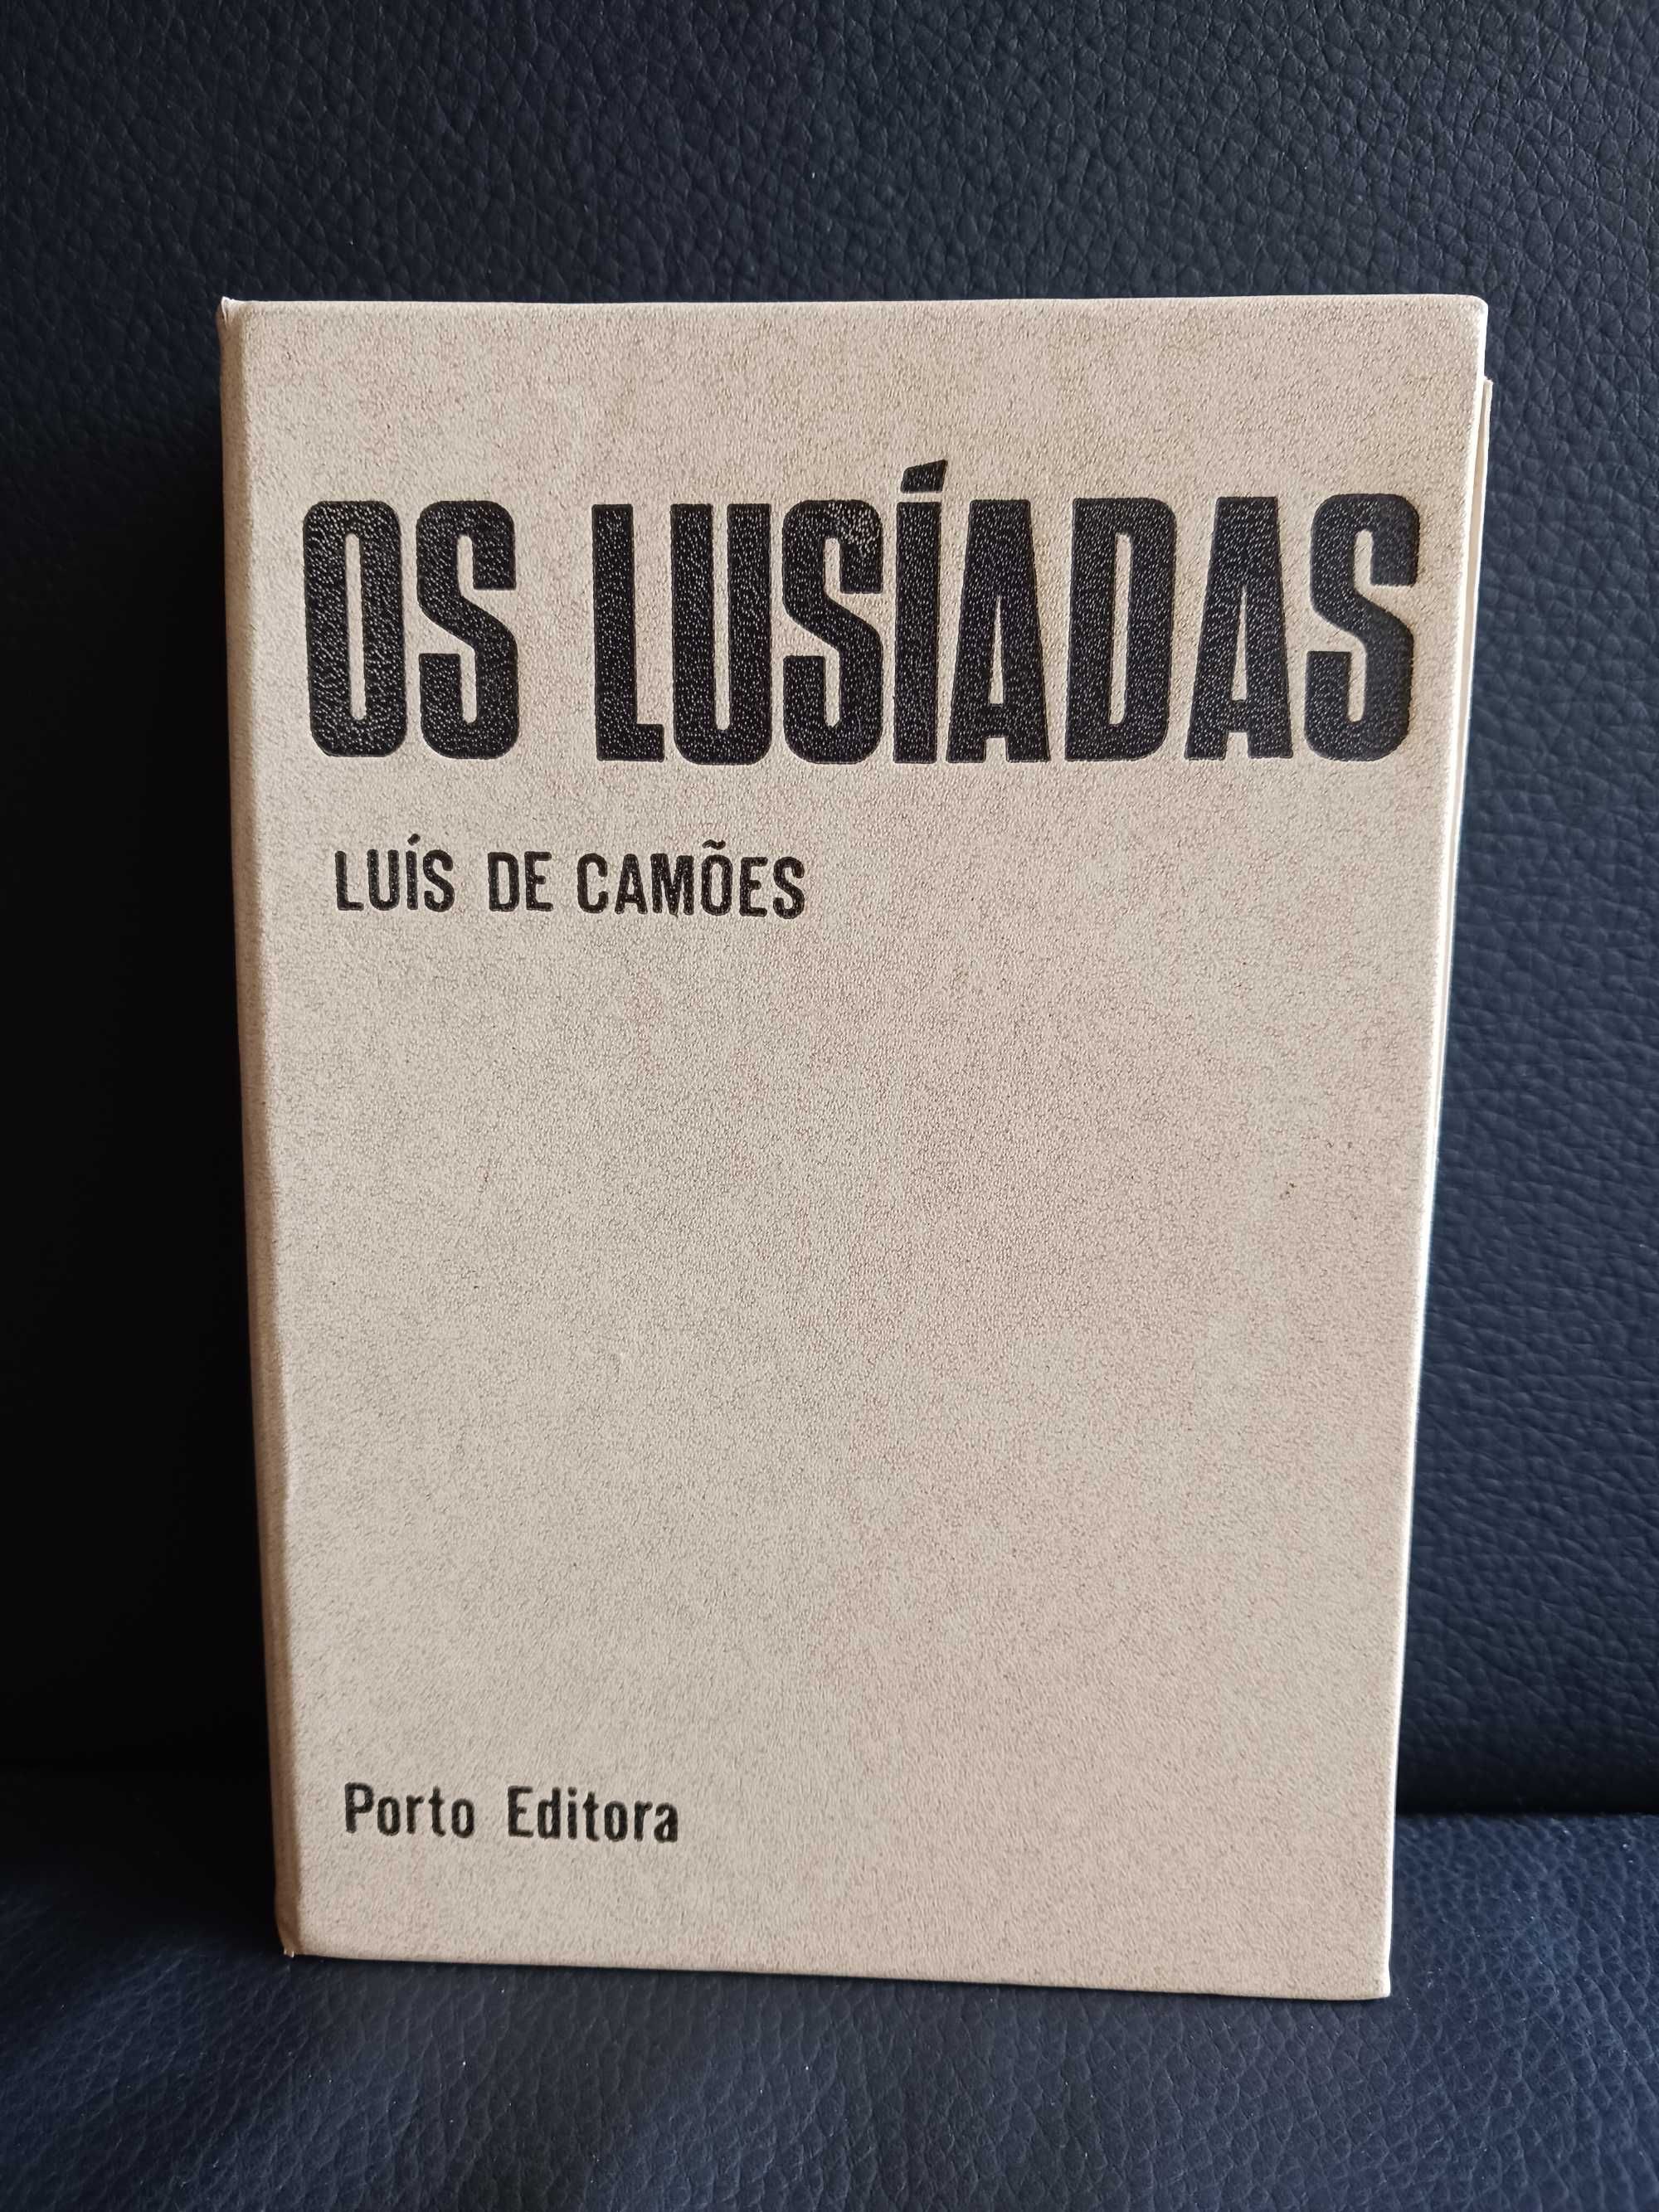 OS LUSÍADAS
LUÍS DE CAMÕES
Porto Editora